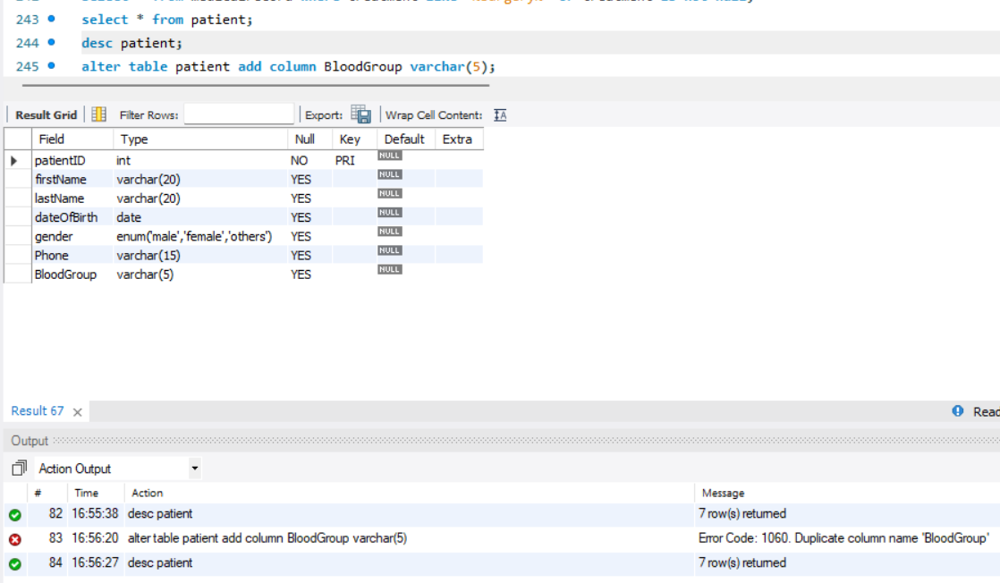 243 select * from patient;
244 desc patient;
245 alter table patient add column BloodGroup varchar(5);
Result Grid Filter Rows: Export: Wrap Cell Content:
Field Type Null Key Default Extra
patientID int NO PRI NULL
firstName varchar(20) YES NULL
lastName varchar(20) YES NULL
dateOfBirth date YES NULL
gender enum('male','female','others') YES NULL
Phone varchar(15) YES NULL
BloodGroup varchar(5) YES NULL
Result 67 Read
Output
Action Output
# Time Action Message
82 16:55:38 desc patient 7 row(s) returned
83 16:56:20 alter table patient add column BloodGroup varchar(5) Error Code: 1060. Duplicate column name 'BloodGroup'
84 16:56:27 desc patient 7 row(s) returned